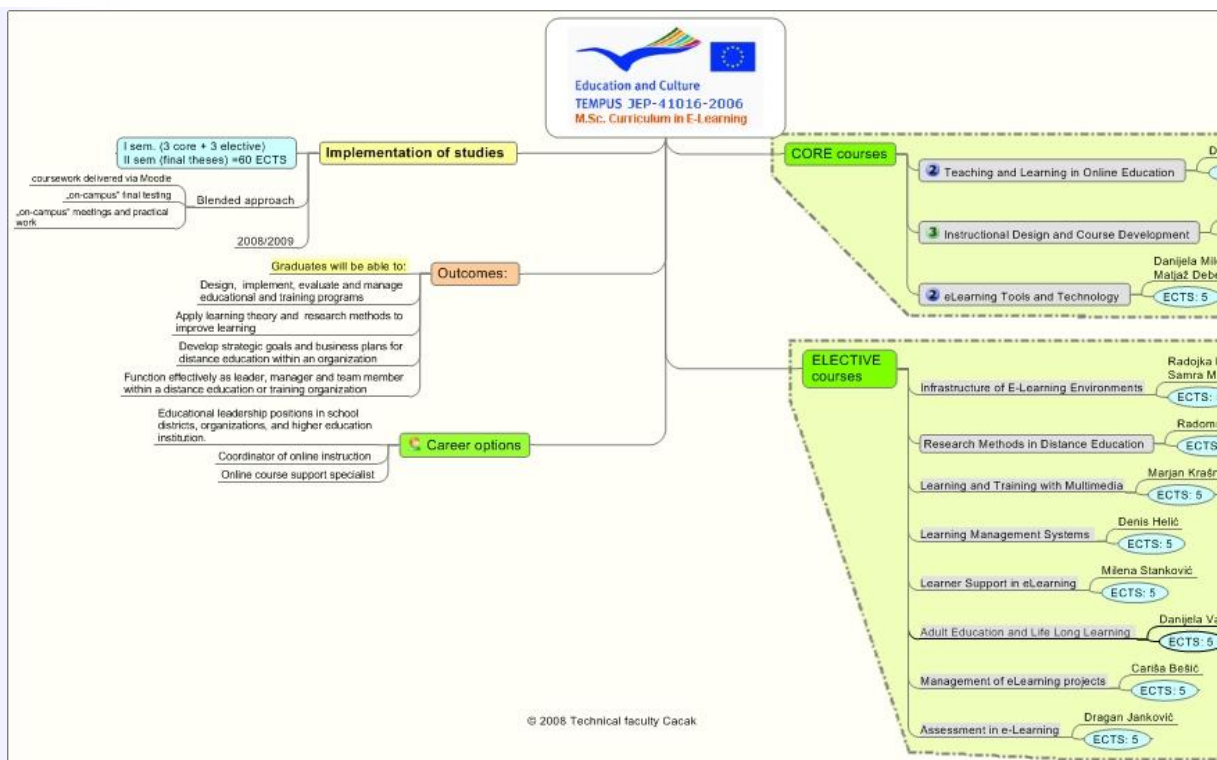 Education and Culture
TEMPUS JEP-41016-2006
M.Sc. Curriculum in E-Learning
Implementation of studies
I sem. (3 core + 3 elective)
II sem (final theses) =60 ECTS
Blended approach
coursework delivered via Moodle
„on-campus" final testing
„on-campus" meetings and practical
work
2008/2009
Outcomes:
Graduates will be able to:
Design, implement, evaluate and manage
educational and training programs
Apply learning theory and research methods to
improve learning
Develop strategic goals and business plans for
distance education within an organization
Function effectively as leader, manager and team member
within a distance education or training organization
Career options
Educational leadership positions in school
districts, organizations, and higher education
institution.
Coordinator of online instruction
Online course support specialist
CORE courses
2 Teaching and Learning in Online Education
3 Instructional Design and Course Development
2 eLearning Tools and Technology
Danijela
ECTS: 5
ELECTIVE
courses
Infrastructure of E-Learning Environments
Radojka
Samra
ECTS:
Research Methods in Distance Education
ECTS
Learning and Training with Multimedia
Marjan
ECTS: 5
Learning Management Systems
Denis Helić
ECTS: 5
Learner Support in eLearning
Milena Stanković
ECTS: 5
Adult Education and Life Long Learning
Danijela
ECTS: 5
Management of eLearning projects
Cariša Bešić
ECTS: 5
Assessment in e-Learning
Dragan Janković
ECTS: 5
© 2008 Technical faculty Cacak